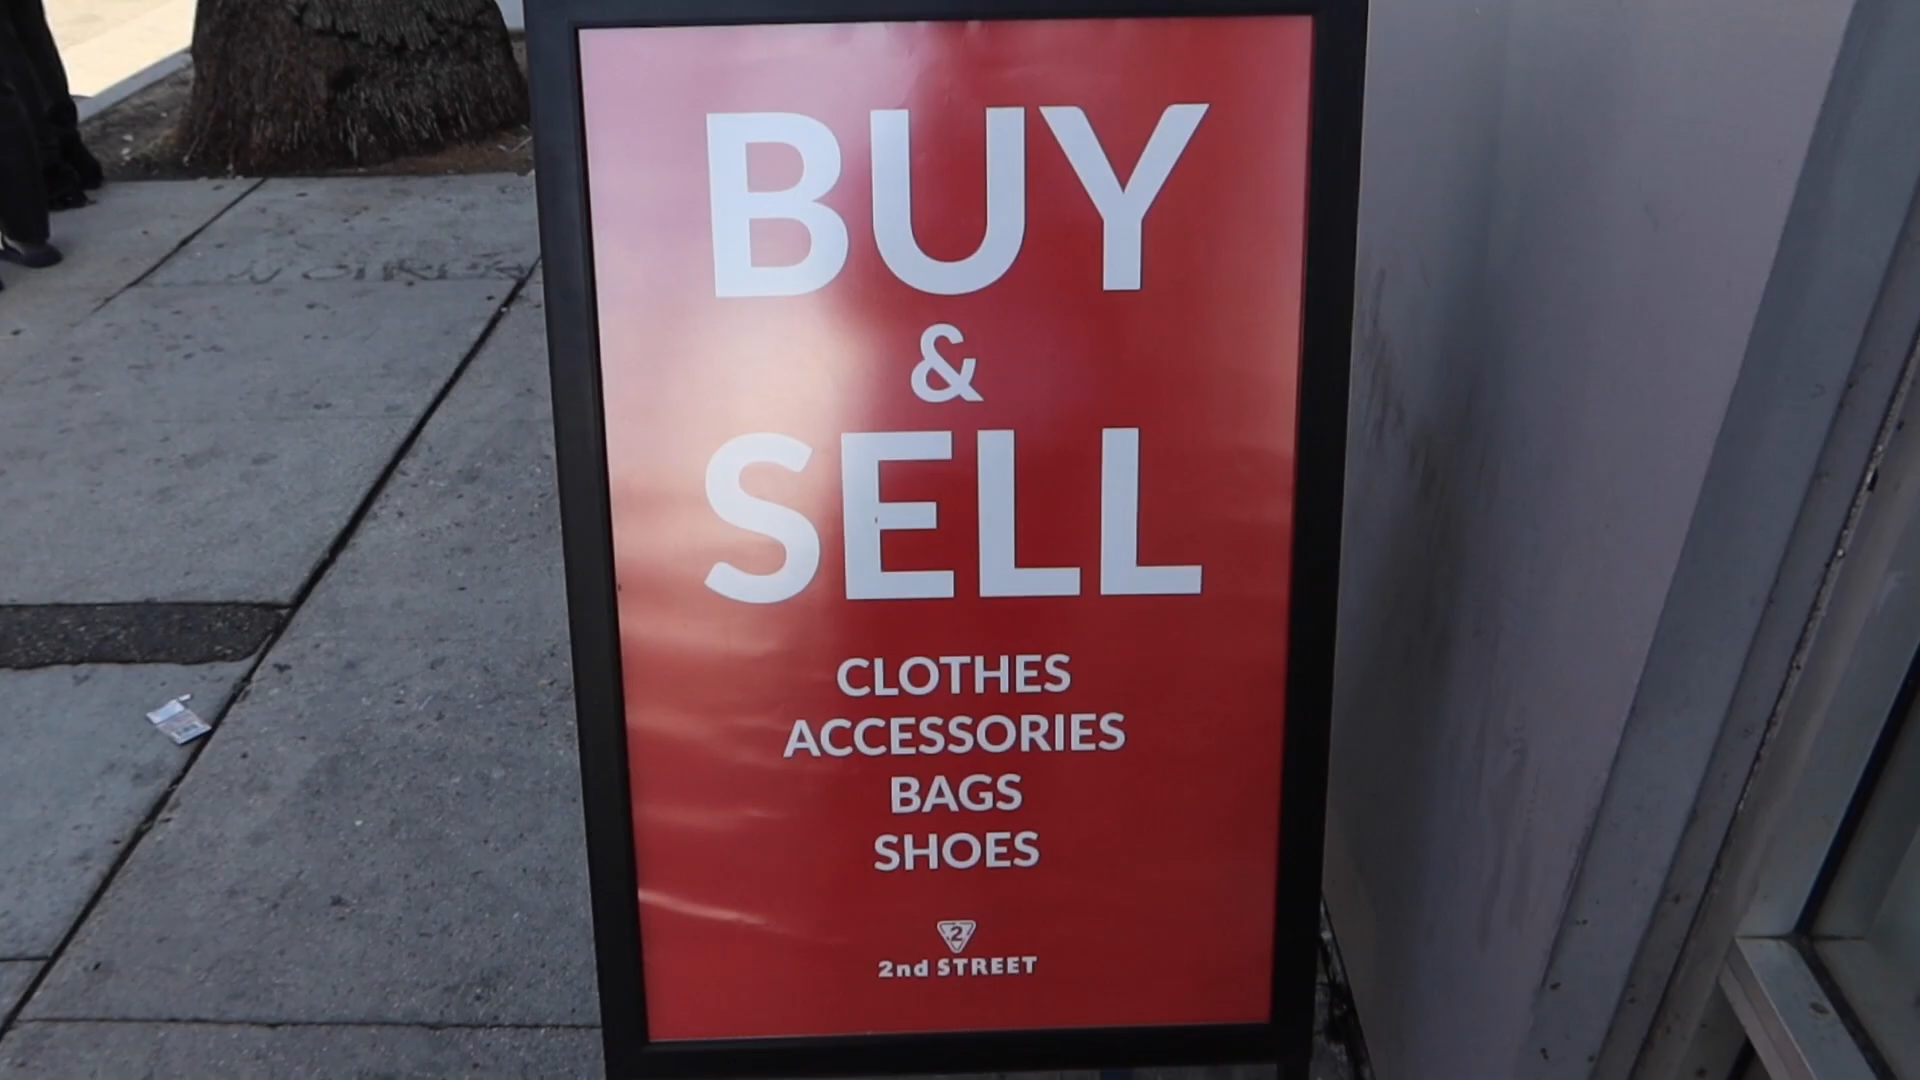 BUY
&
SELL
CLOTHES
ACCESSORIES
BAGS
SHOES
2
2nd STREET